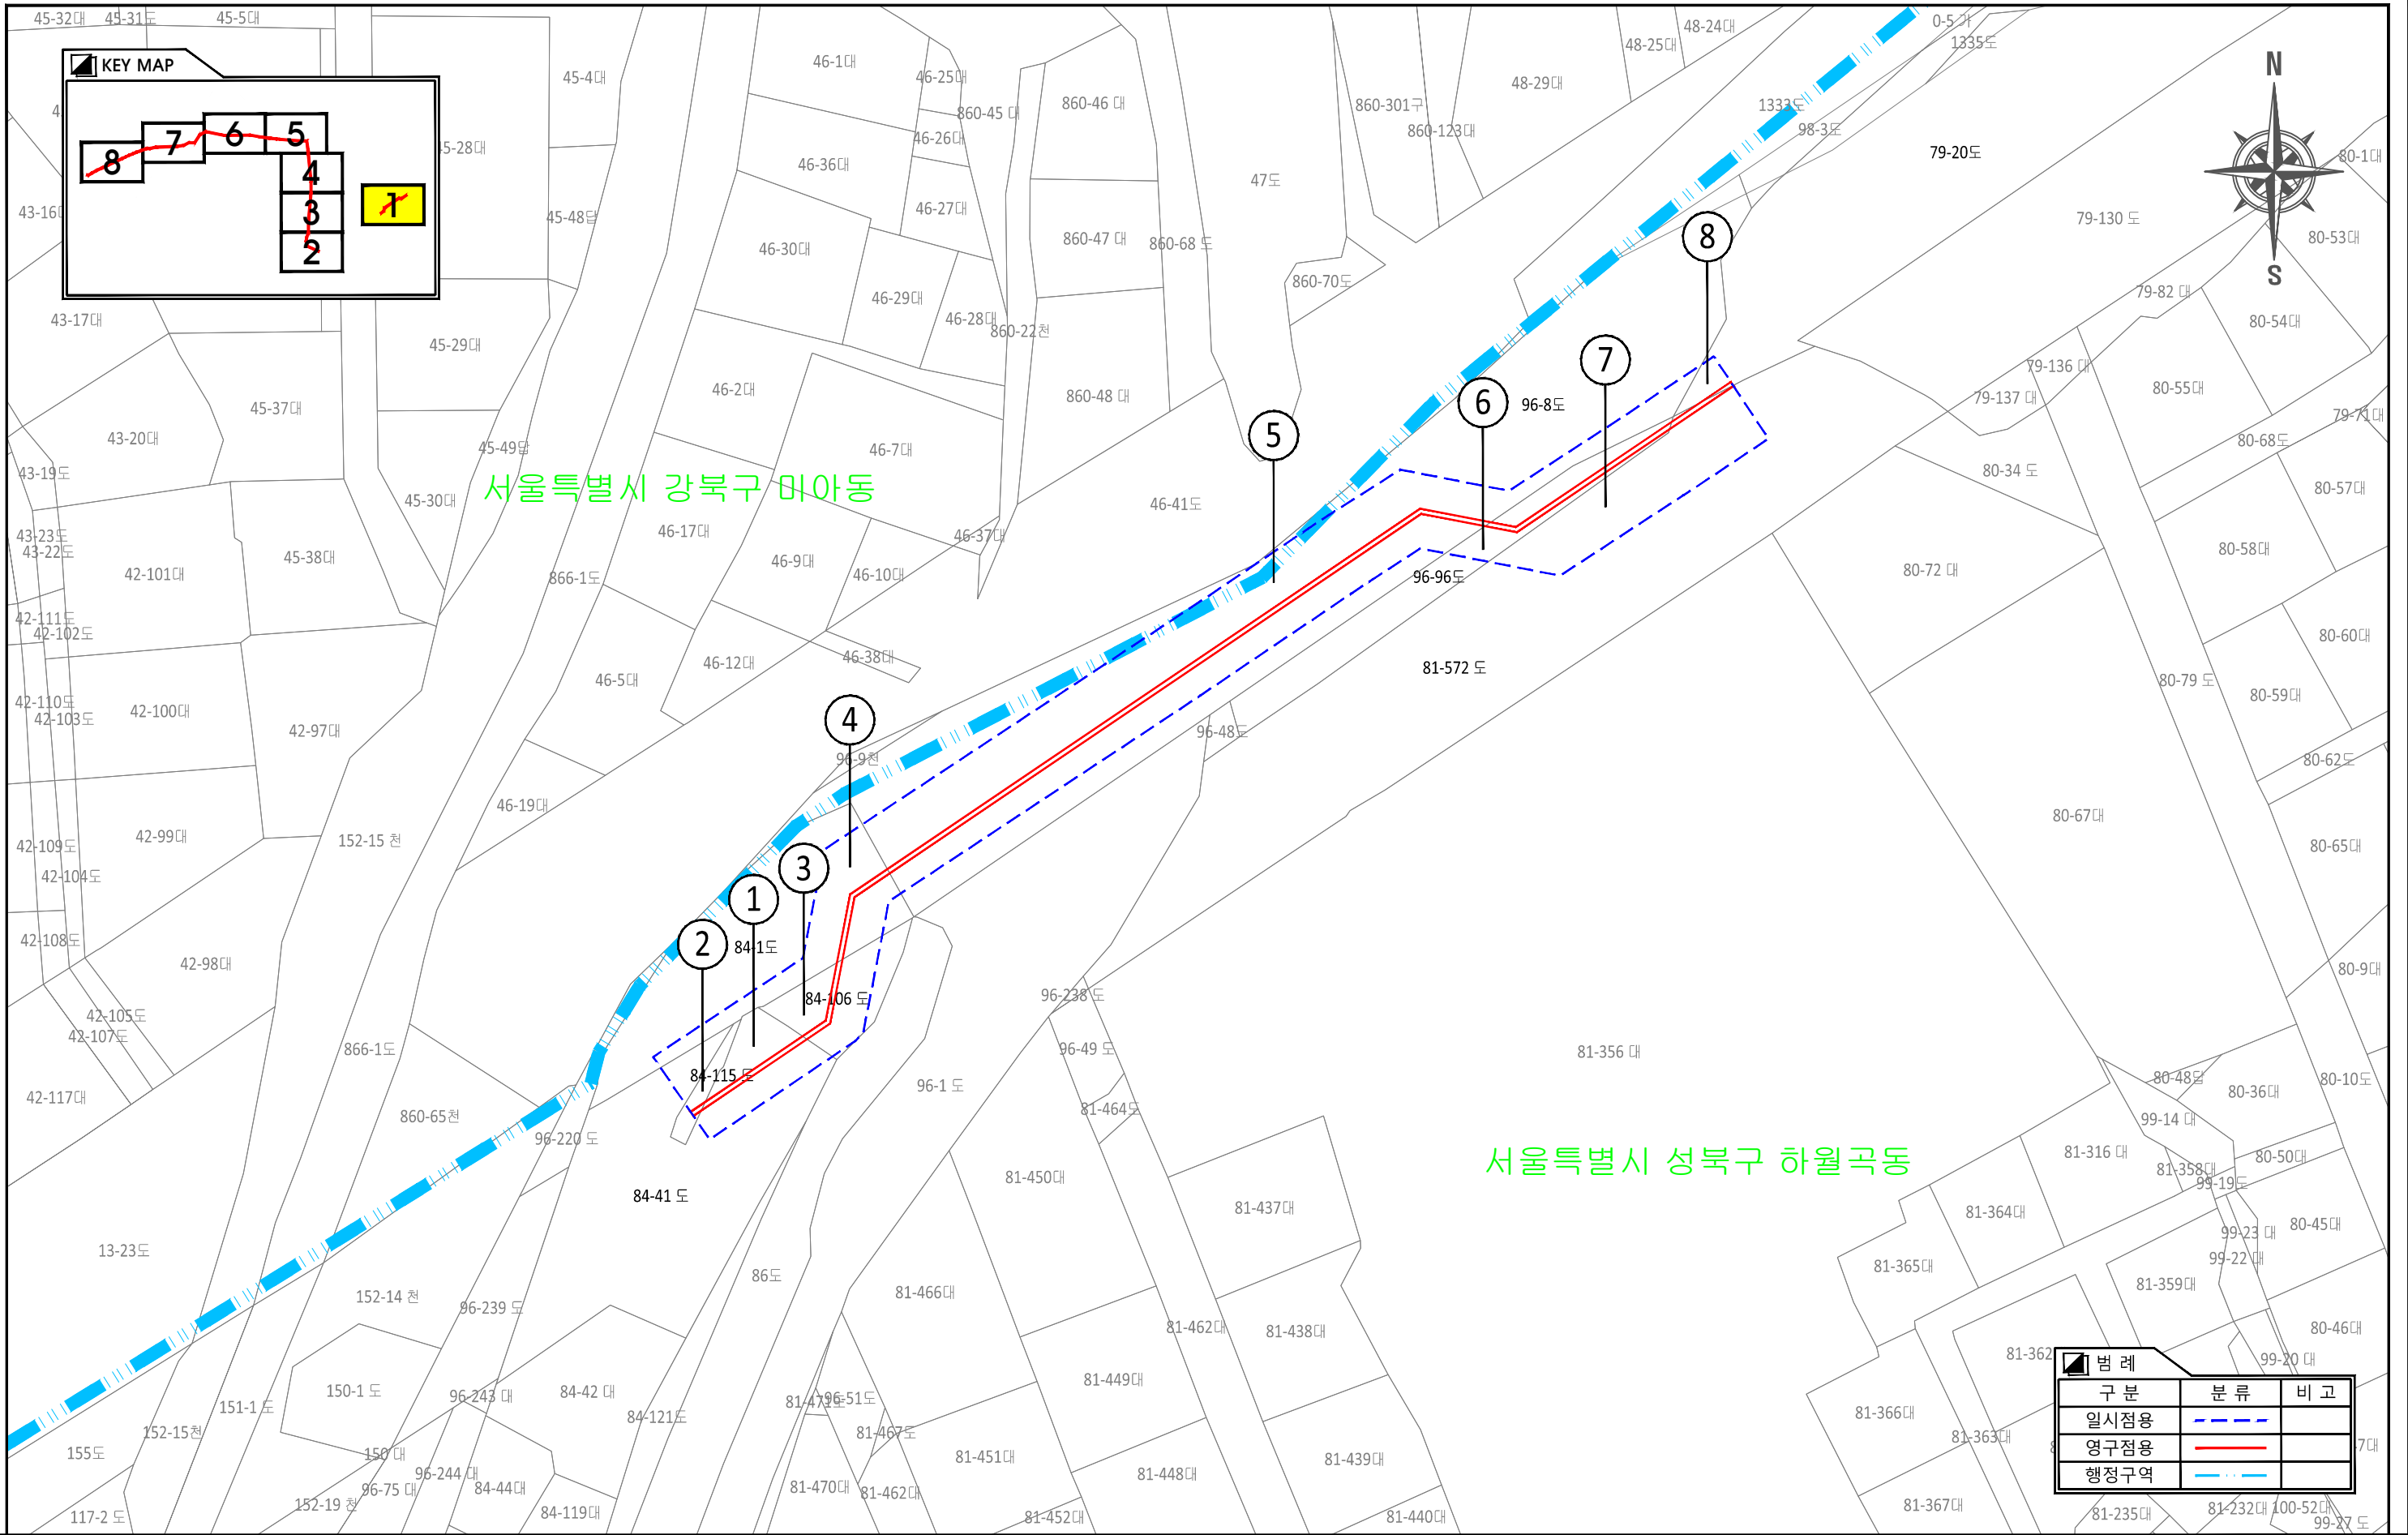 45-32대 45-31도 45-5대
KEY MAP
8 7 6 5
4
3
2
1
45-4대
46-1대
46-25대
860-45 대
46-26대
46-36대
46-27대
46-30대
46-29대
46-28대
860-22천
860-46 대
860-47 대
860-68 도
860-48 대
47도
860-70도
860-301구
860-123대
48-29대
48-25대
48-24대
1335도
1333도
98-3도
79-20도
79-130 도
N
S
80-1대
80-53대
79-82 대
80-54대
79-136 대
79-137 대
80-55대
79-71대
80-68도
80-57대
80-34 도
80-58대
80-72 대
80-60대
80-79 도
80-59대
80-62도
80-67대
80-65대
80-9대
43-17대
45-29대
45-48답
45-37대
43-20대
43-19도
45-49답
45-30대
46-2대
46-7대
서울특별시 강북구 미아동
46-17대
46-37대
46-41도
43-23도
43-22도
42-101대
45-38대
866-1도
46-9대
46-10대
42-111도
42-102도
46-12대
46-38대
46-5대
42-110도
42-103도
42-100대
42-97대
96-9천
46-19대
42-109도
42-99대
152-15 천
42-104도
42-108도
42-98대
42-105도
42-107도
866-1도
42-117대
860-65천
96-220 도
1
2
3
4
5
6
7
8
96-8도
96-96도
81-572 도
96-48도
84-1도
84-106 도
84-115 도
84-41 도
96-238 도
96-49 도
96-1 도
81-464도
81-356 대
서울특별시 성북구 하월곡동
81-450대
81-437대
81-466대
81-462대
81-438대
81-449대
81-451대
81-448대
81-439대
81-452대
81-440대
86도
13-23도
152-14 천
96-239 도
150-1 도
96-243 대
84-42 대
84-121도
151-1 도
152-15천
155도
150 대
96-244 대
96-75 대
84-44대
152-19 천
84-119대
117-2 도
96-51도
81-467도
81-470대
81-462대
80-48답
80-36대
80-10도
99-14 대
81-316 대
80-50대
81-358대
99-19도
81-364대
99-23 대
80-45대
99-22 대
81-365대
81-359대
80-46대
99-20 대
81-366대
81-363대
81-367대
81-235대
81-232대
100-52대
99-27 도
범 례
구 분 분 류 비 고
일시점용
영구점용
행정구역